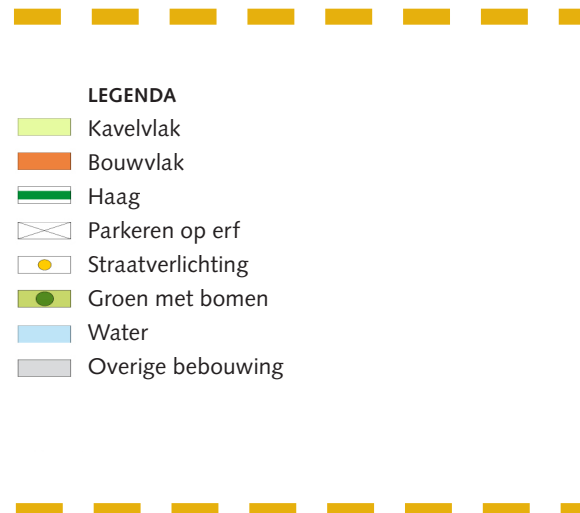 LEGENDA
Kavelvlak
Bouwvlak
Haag
Parkeren op erf
Straatverlichting
Groen met bomen
Water
Overige bebouwing